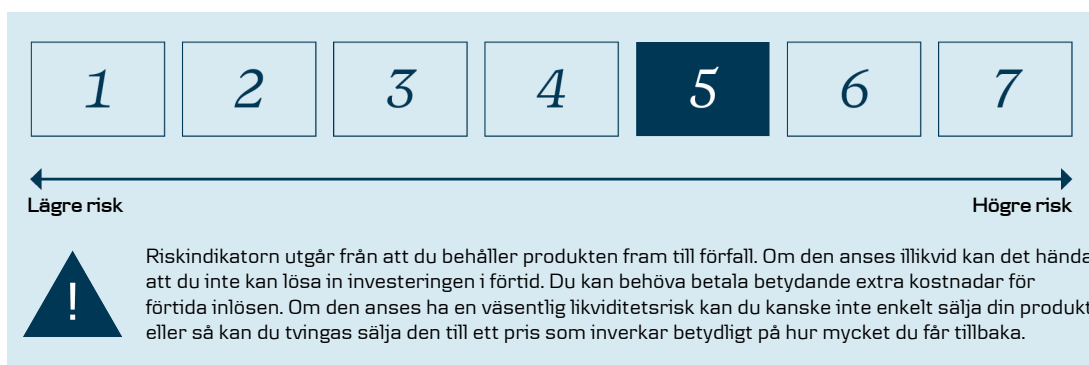 1 2 3 4 5 6 7
Lägre risk Högre risk
Riskindikatorn utgår från att du behåller produkten fram till förfall. Om den anses illikvid kan det hända
att du inte kan lösa in investeringen i förtid. Du kan behöva betala betydande extra kostnadar för
förtida inlösen. Om den anses ha en väsentlig likviditetsrisk kan du kanske inte enkelt sälja din produkt
eller så kan du tvingas sälja den till ett pris som inverkar betydligt på hur mycket du får tillbaka.
!